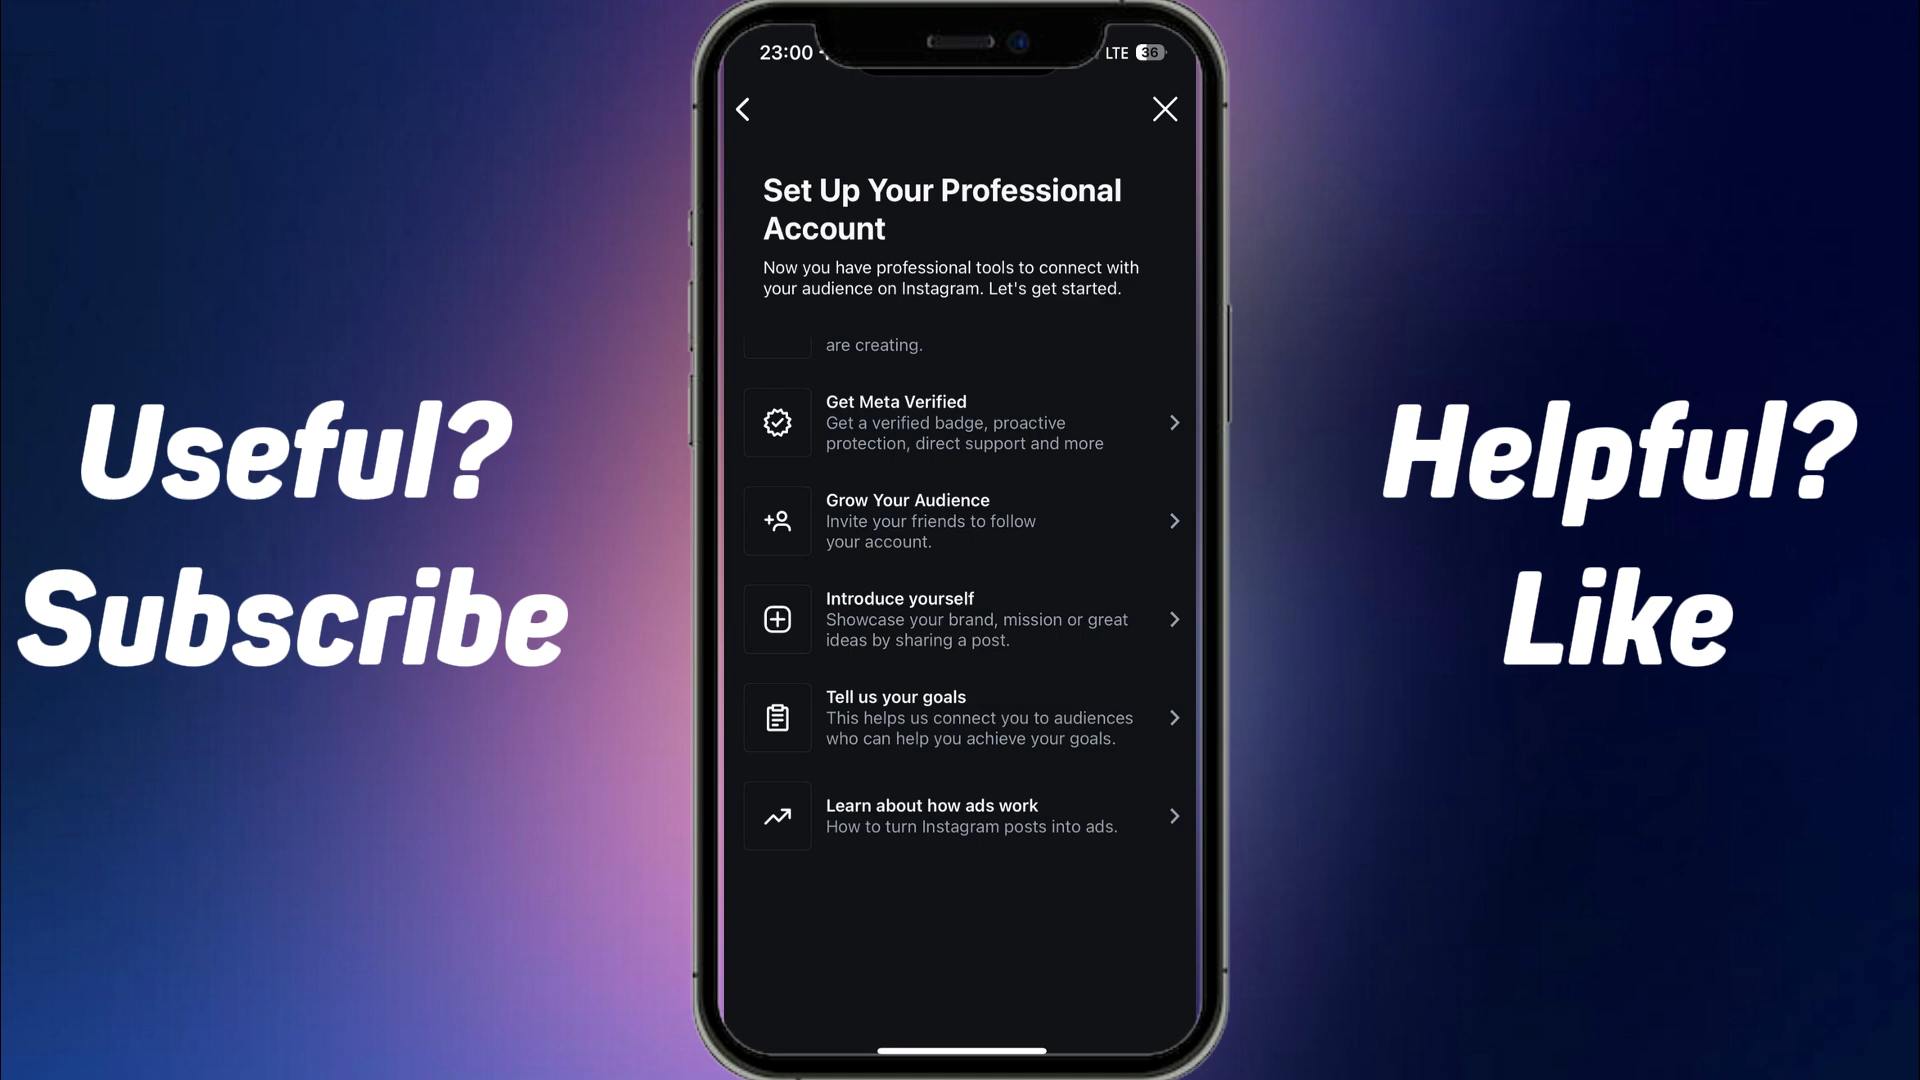 23:00
LTE 36
Set Up Your Professional
Account
Now you have professional tools to connect with
your audience on Instagram. Let's get started.
are creating.
Get Meta Verified
Get a verified badge, proactive
protection, direct support and more
Grow Your Audience
Invite your friends to follow
your account.
Introduce yourself
Showcase your brand, mission or great
ideas by sharing a post.
Tell us your goals
This helps us connect you to audiences
who can help you achieve your goals.
Learn about how ads work
How to turn Instagram posts into ads.
Useful?
Subscribe
Helpful?
Like